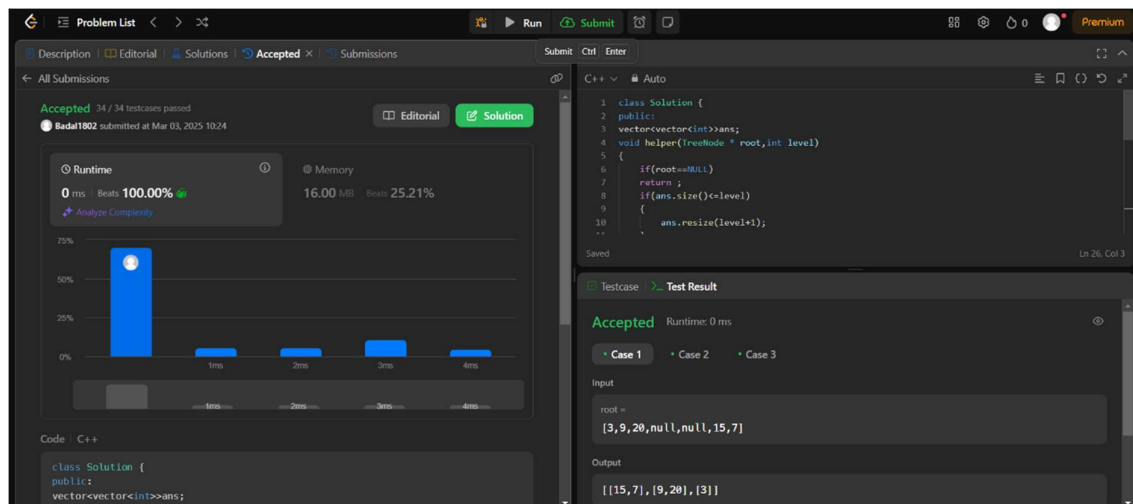 Problem List
Run
Submit
0
Premium
Description
Editorial
Solutions
Accepted
Submissions
Submit Ctrl Enter
All Submissions
Accepted 34 / 34 testcases passed
Badal1802 submitted at Mar 03, 2025 10:24
Editorial
Solution
Runtime
0 ms Beats 100.00%
Analyze Complexity
Memory
16.00 MB Beats 25.21%
75%
50%
25%
0%
1ms 2ms 3ms 4ms
1ms 2ms 3ms 4ms
Code C++
class Solution {
public:
vector<vector<int>>ans;
C++ Auto
1 class Solution {
2 public:
3 vector<vector<int>>ans;
4 void helper(TreeNode * root,int level)
5 {
6 if(root==NULL)
7 return ;
8 if(ans.size()<=level)
9 {
10 ans.resize(level+1);
Saved
Ln 26, Col 3
Testcase
Test Result
Accepted Runtime: 0 ms
Case 1 Case 2 Case 3
Input
root =
[3,9,20,null,null,15,7]
Output
[[15,7],[9,20],[3]]